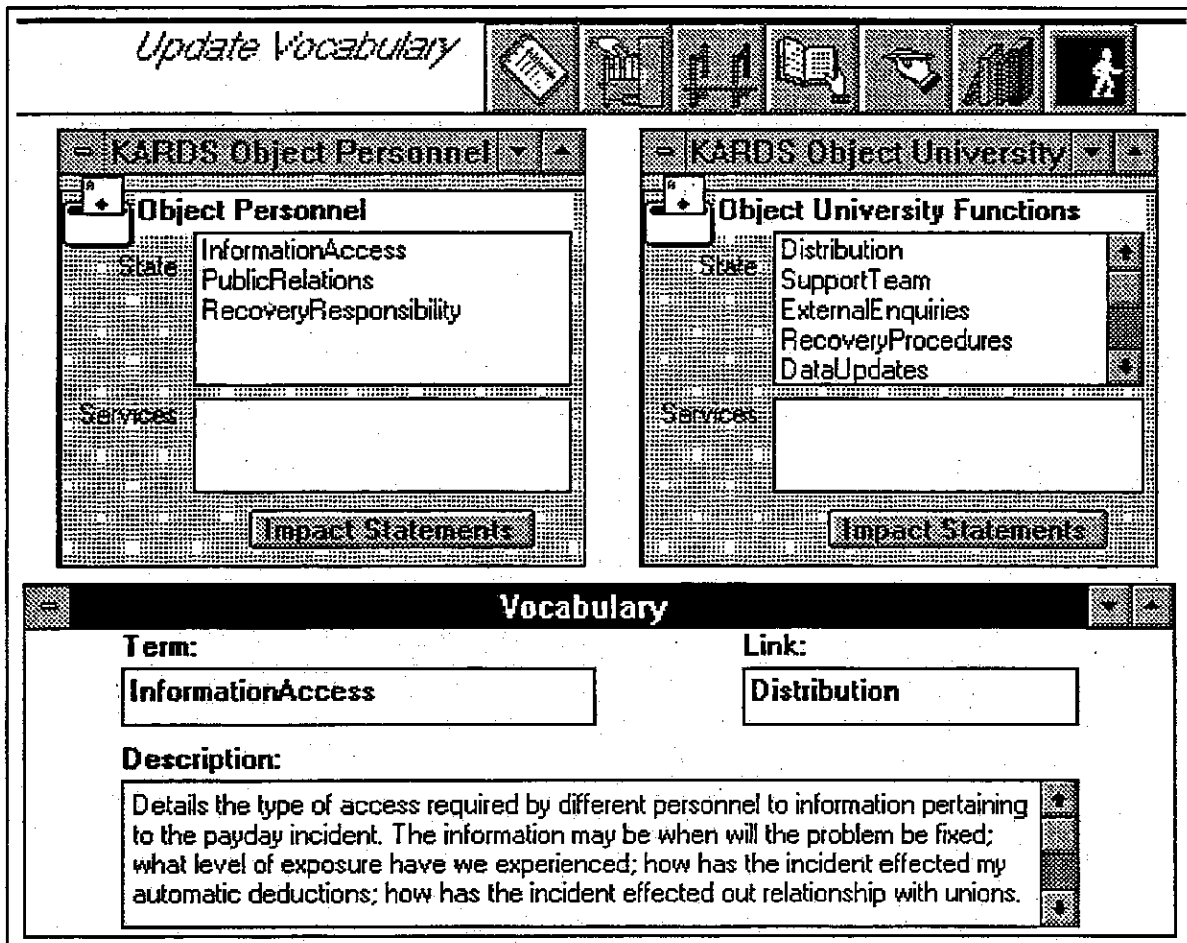 Update Vocabulary
KARDS Object Personnel
Object Personnel
State
InformationAccess
PublicRelations
RecoveryResponsibility
Services
Impact Statements
KARDS Object University
Object University Functions
State
Distribution
SupportTeam
ExternalEnquiries
RecoveryProcedures
DataUpdates
Services
Impact Statements
Vocabulary
Term:
InformationAccess
Link:
Distribution
Description:
Details the type of access required by different personnel to information pertaining
to the payday incident. The information may be when will the problem be fixed;
what level of exposure have we experienced; how has the incident effected my
automatic deductions; how has the incident effected out relationship with unions.